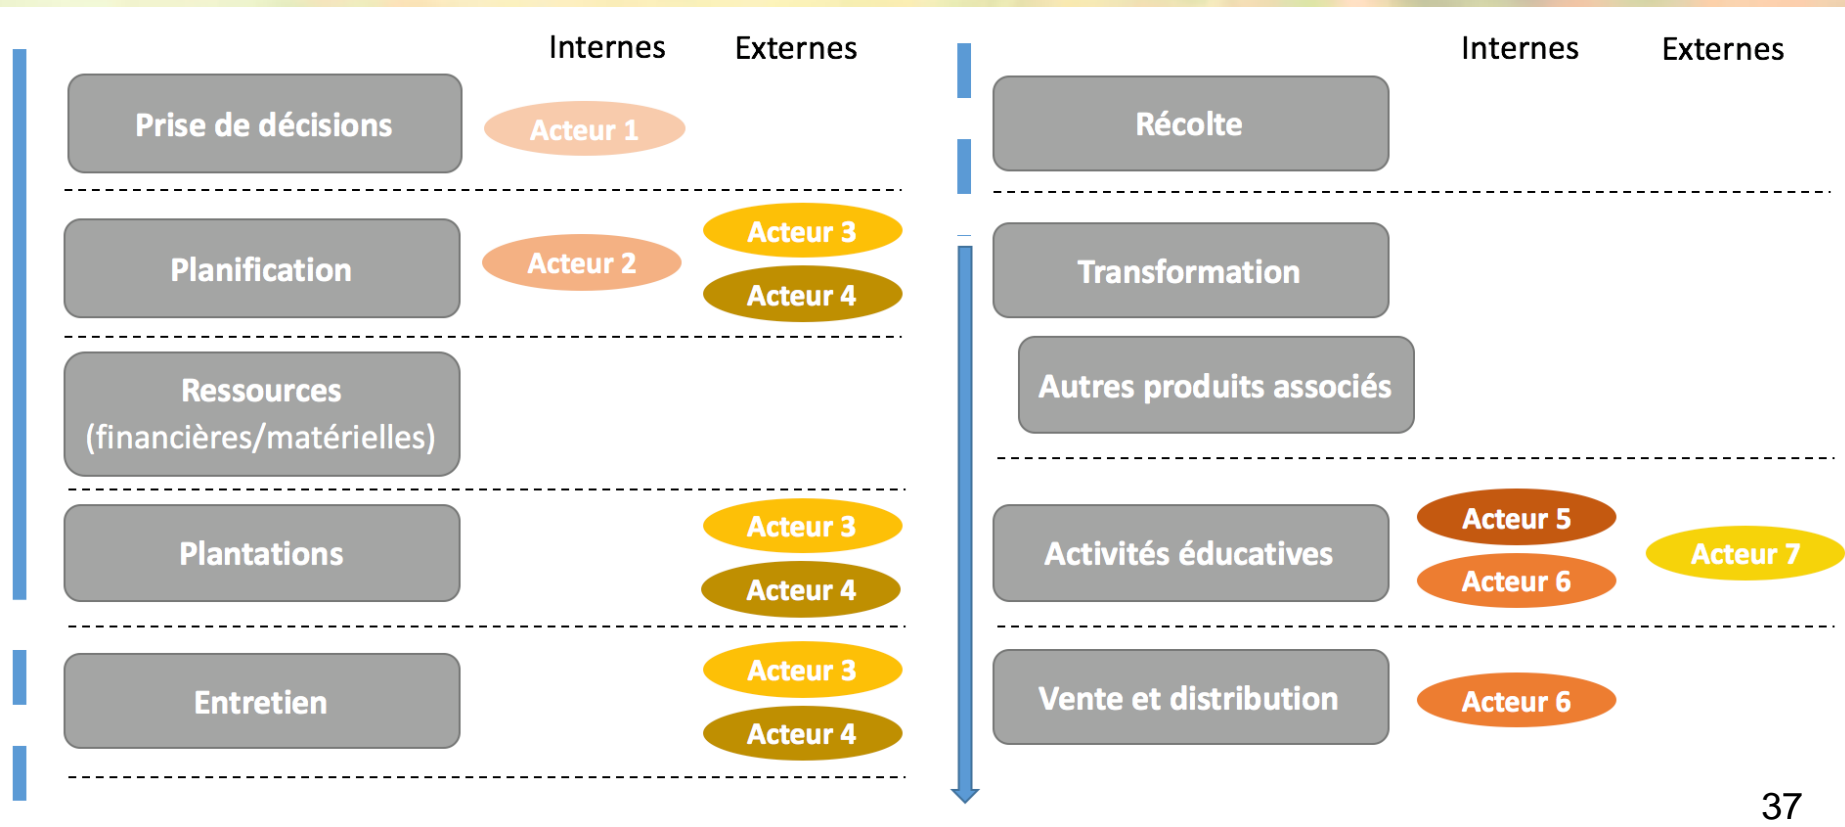 Internes Externes
Prise de décisions Acteur 1
Planification Acteur 2 Acteur 3
Acteur 4
Ressources
(financières/matérielles)
Plantations Acteur 3
Acteur 4
Entretien Acteur 3
Acteur 4
Internes Externes
Récolte
Transformation
Autres produits associés
Activités éducatives Acteur 5
Acteur 6
Acteur 7
Vente et distribution Acteur 6
37